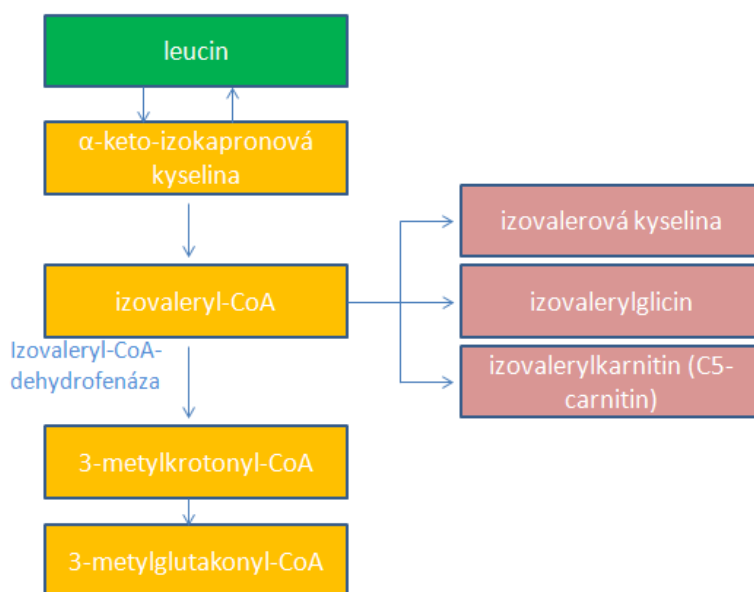 leucin
α-keto-izokapronová
kyselina
izovaleryl-CoA
Izovaleryl-CoA-
dehydrofenáza
3-metylkrotonyl-CoA
3-metylglutakonyl-CoA
izovalerová kyselina
izovalerylglicin
izovalerylkarnitin (C5-
carnitin)